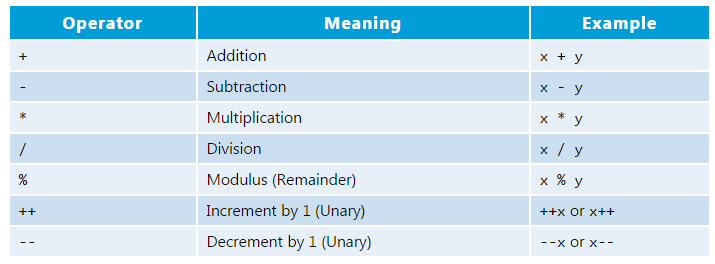 Operator Meaning Example
+ Addition x + y
- Subtraction x - y
* Multiplication x * y
/ Division x / y
% Modulus (Remainder) x % y
++ Increment by 1 (Unary) ++x or x++
-- Decrement by 1 (Unary) --x or x--